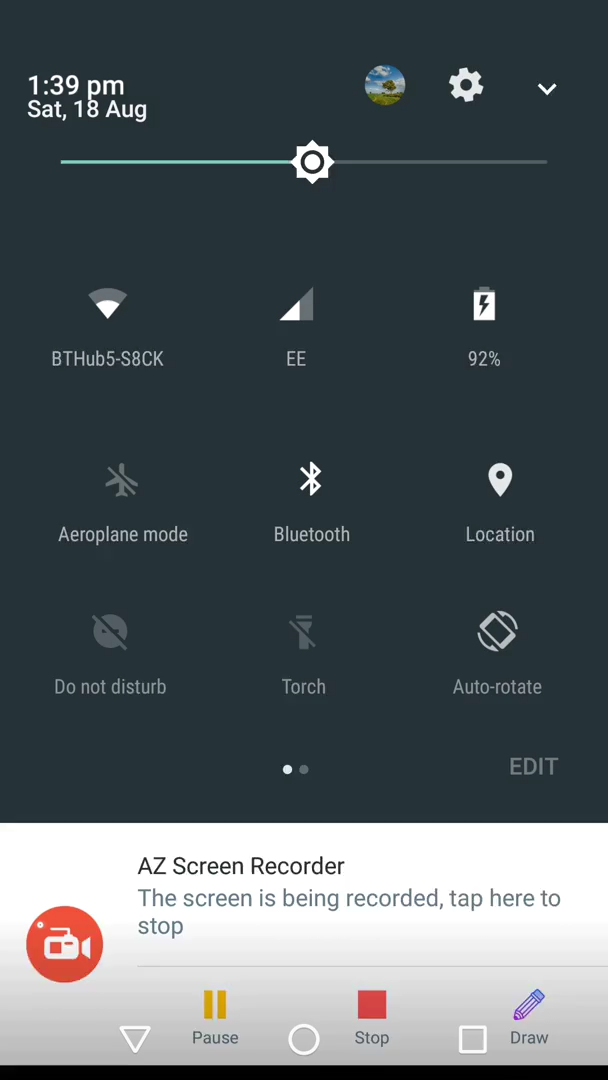 1:39 pm
Sat, 18 Aug
BTHub5-S8CK
EE
92%
Aeroplane mode
Bluetooth
Location
Do not disturb
Torch
Auto-rotate
EDIT
AZ Screen Recorder
The screen is being recorded, tap here to
stop
Pause
Stop
Draw